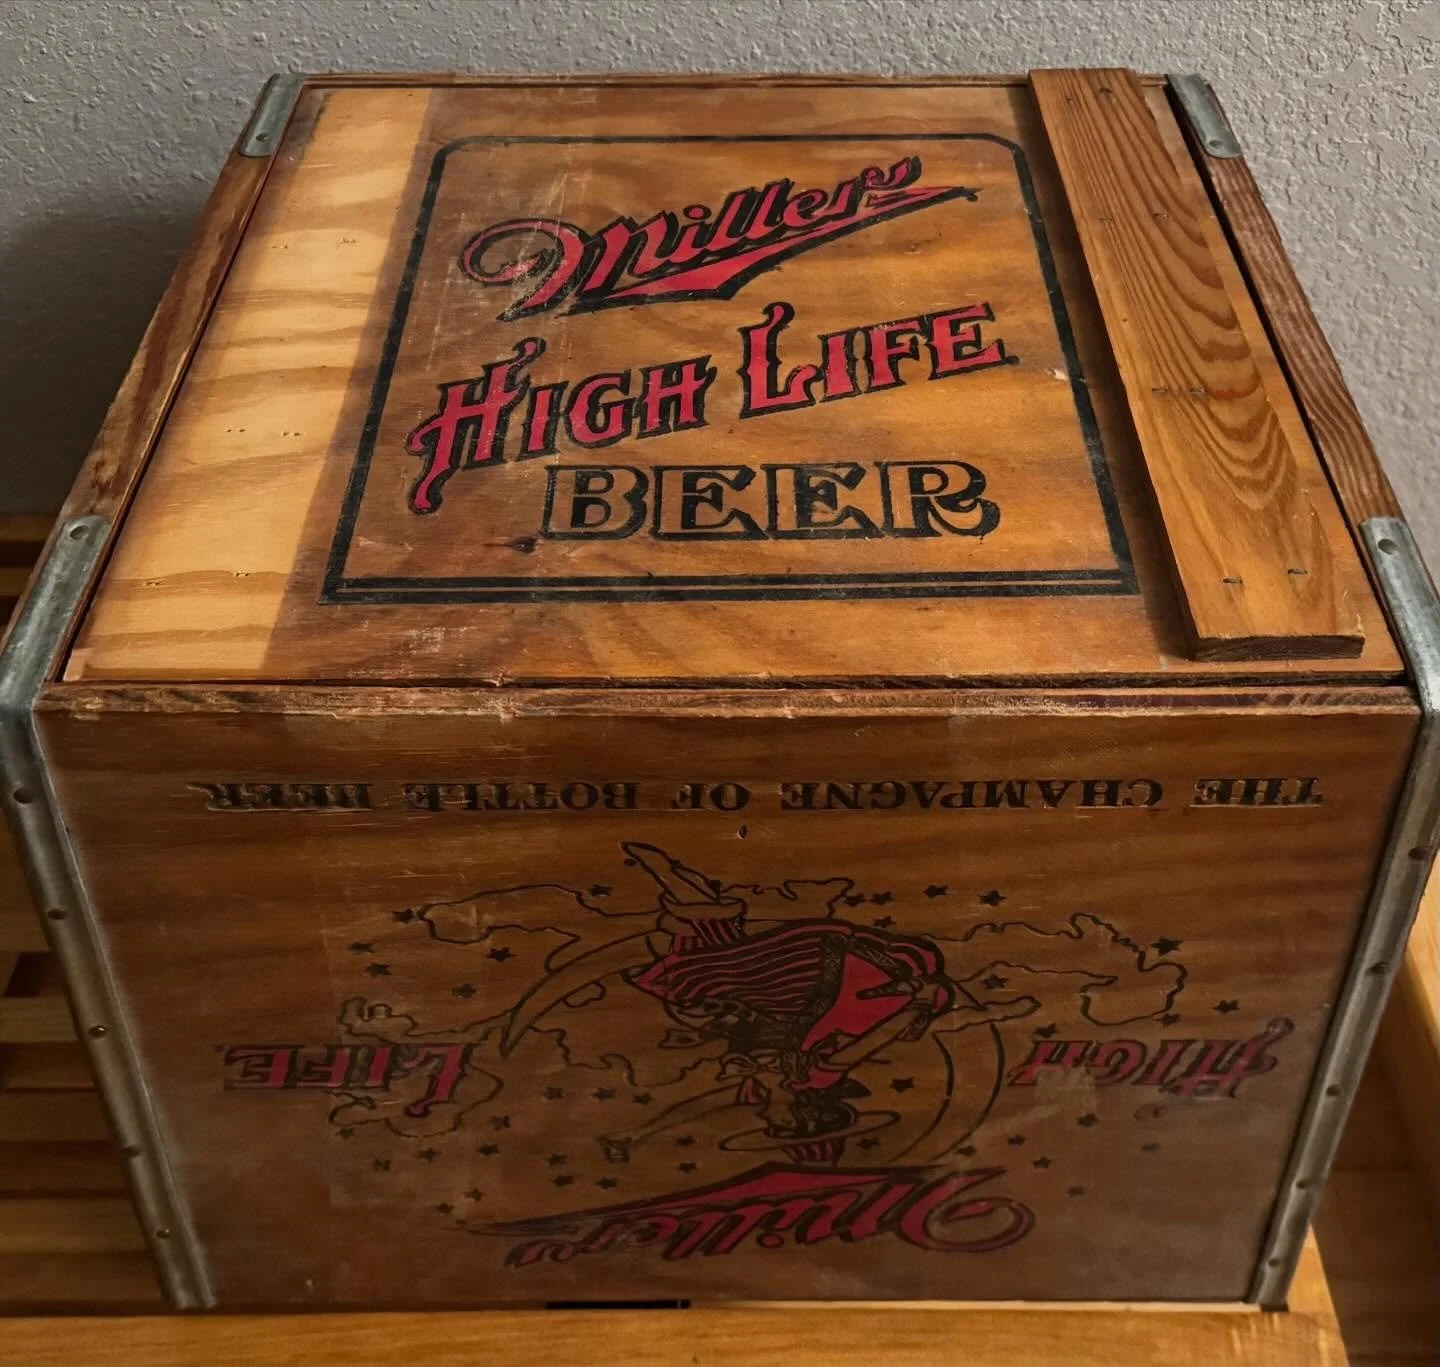 Miller
HIGH LIFE
BEER
THE CHAMPAGNE OF BOTTLE BEER
HIGH LIFE
Miller